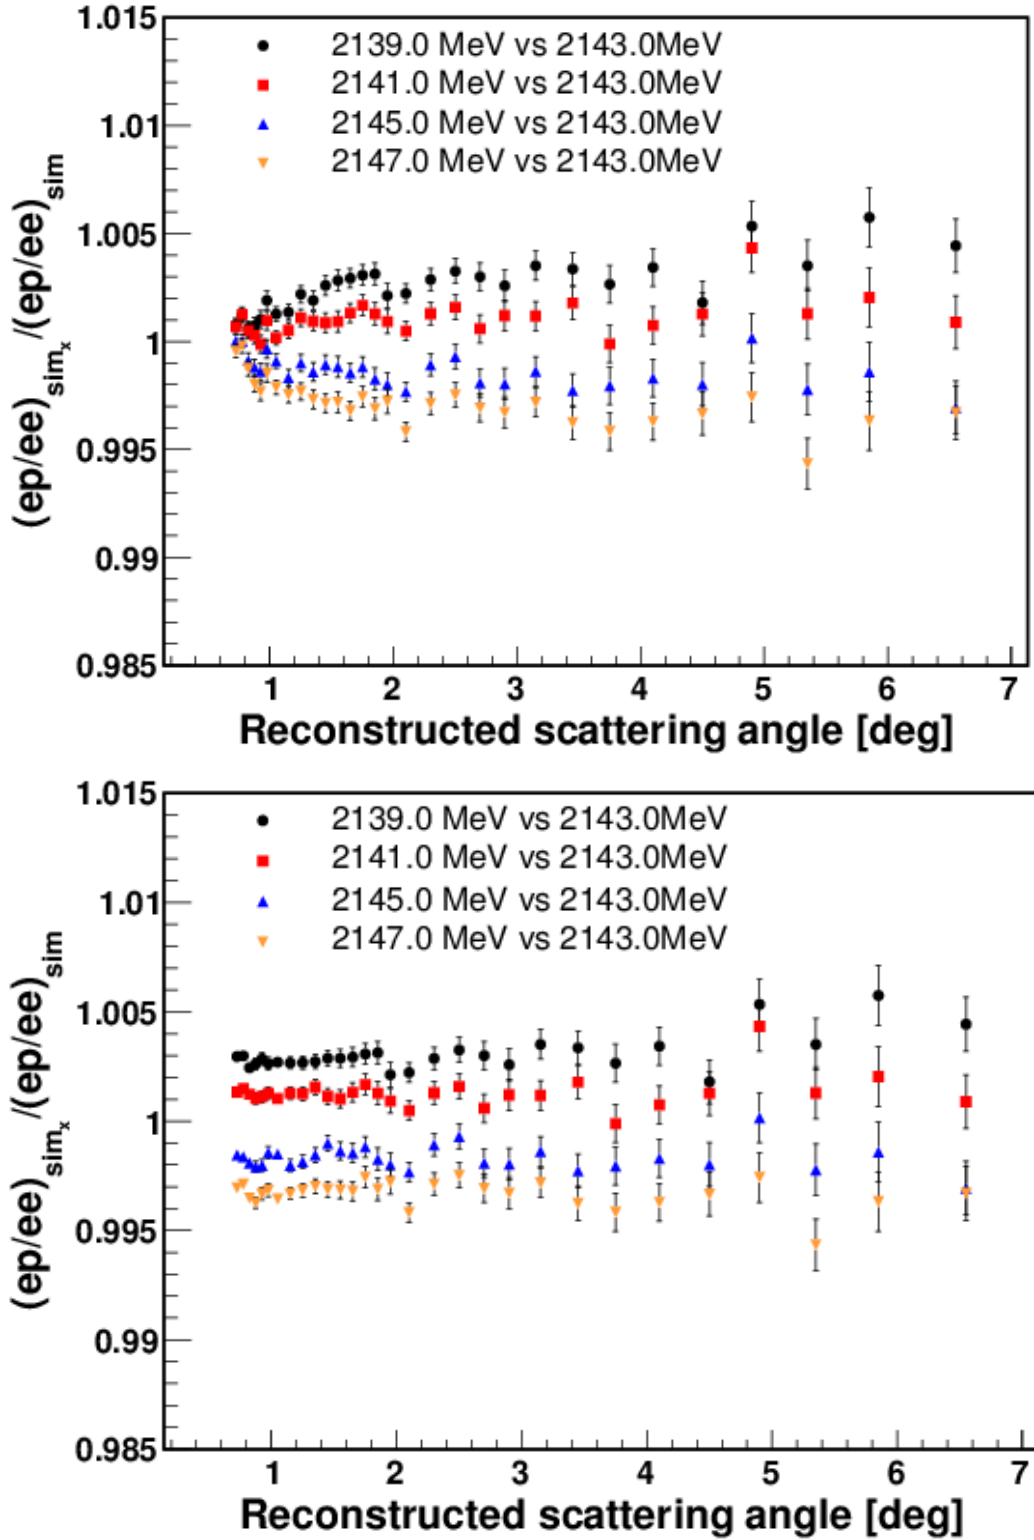 1.015
2139.0 MeV vs 2143.0MeV
2141.0 MeV vs 2143.0MeV
2145.0 MeV vs 2143.0MeV
2147.0 MeV vs 2143.0MeV
1.01
1.005
1
0.995
0.99
0.985
(ep/ee)sim_x/(ep/ee)sim
1 2 3 4 5 6 7
Reconstructed scattering angle [deg]
1.015
2139.0 MeV vs 2143.0MeV
2141.0 MeV vs 2143.0MeV
2145.0 MeV vs 2143.0MeV
2147.0 MeV vs 2143.0MeV
1.01
1.005
1
0.995
0.99
0.985
(ep/ee)sim_x/(ep/ee)sim
1 2 3 4 5 6 7
Reconstructed scattering angle [deg]